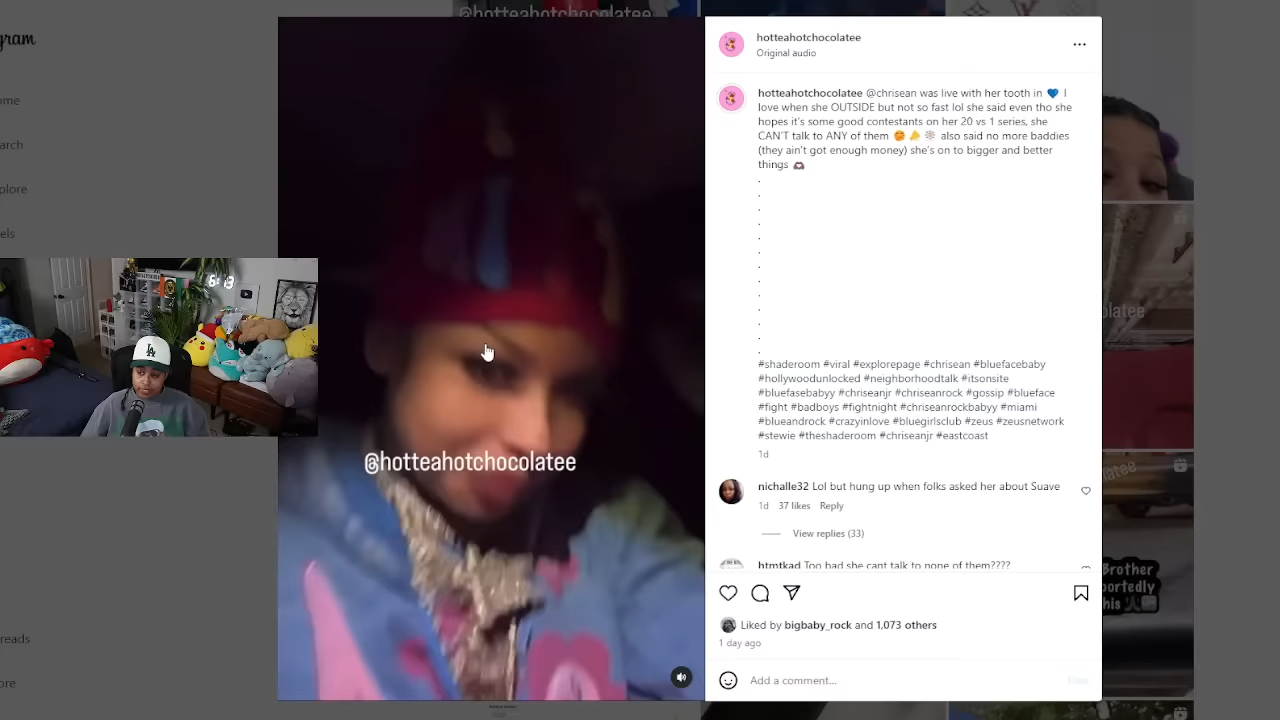 @hotteahotchocolatee
gram
me
arch
plore
els
reads
ore
6:13
LA
@hotteahotchocolatee
hotteahotchocolatee
Original audio
hotteahotchocolatee @chrisean was live with her tooth in 💙 I
love when she OUTSIDE but not so fast lol she said even tho she
hopes it's some good contestants on her 20 vs 1 series, she
CAN'T talk to ANY of them also said no more baddies
(they ain't got enough money) she's on to bigger and better
things 🫶🏾
.
.
.
.
.
.
.
.
.
.
.
.
.
#shaderoom #viral #explorepage #chrisean #bluefacebaby
#hollywoodunlocked #neighborhoodtalk #itsonsite
#bluefasebabyy #chriseanjr #chriseanrock #gossip #blueface
#fight #badboys #fightnight #chriseanrockbabyy #miami
#blueandrock #crazyinlove #bluegirlsclub #zeus #zeusnetwork
#stewie #theshaderoom #chriseanjr #eastcoast
1d
nichalle32 Lol but hung up when folks asked her about Suave
1d 37 likes Reply
View replies (33)
htmtkad Too bad she cant talk to none of them????
Liked by bigbaby_rock and 1,073 others
1 day ago
Add a comment...
latee
Brother
portedly
his